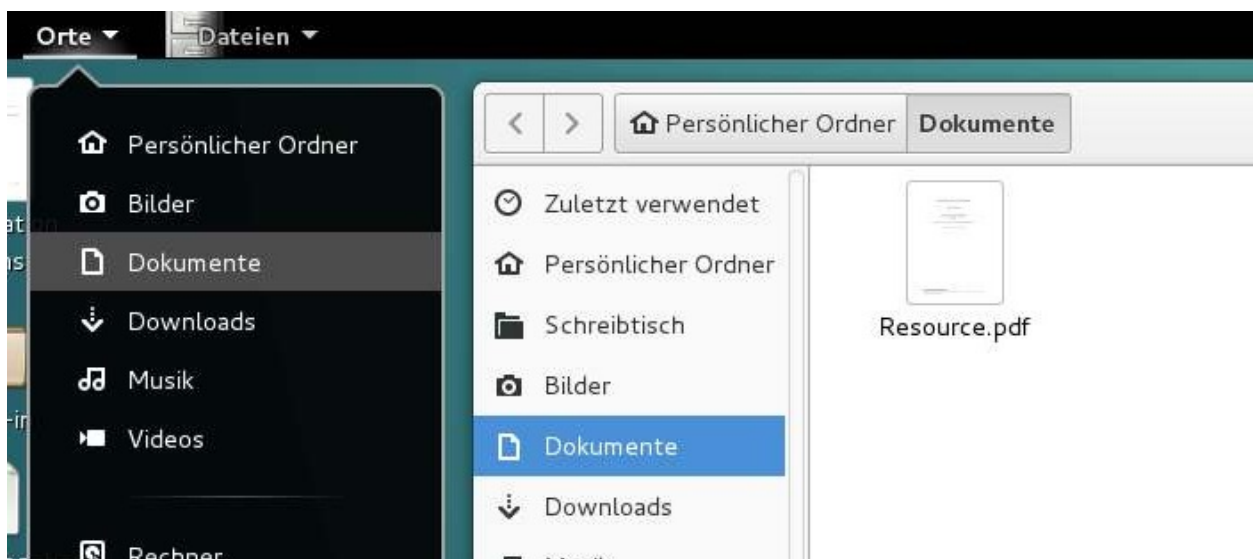 Orte Dateien
Persönlicher Ordner
Bilder
Dokumente
Downloads
Musik
Videos
Rechner
Persönlicher Ordner Dokumente
Zuletzt verwendet
Persönlicher Ordner
Schreibtisch
Bilder
Dokumente
Downloads
Resource.pdf